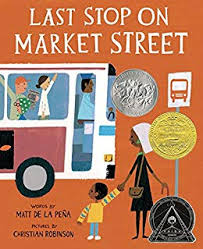 LAST STOP ON
MARKET STREET
WORDS BY
MATT DE LA PEÑA
PICTURES BY
CHRISTIAN ROBINSON